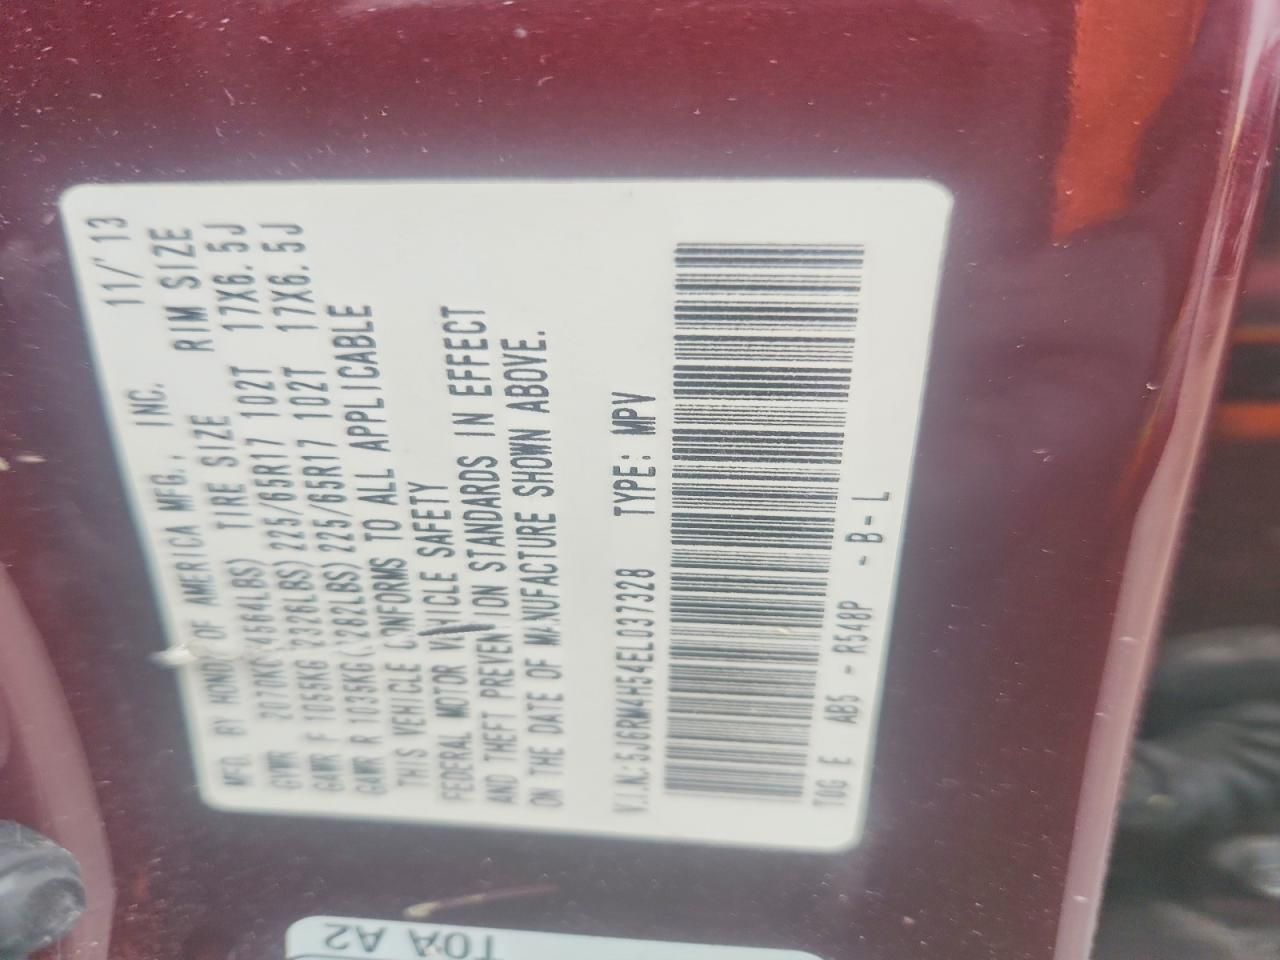 MFD. BY HONDA OF AMERICA MFG., INC. 11/'13
GVWR 2070KG(4564LBS) TIRE SIZE RIM SIZE
GAWR F 1055KG(2326LBS) 225/65R17 102T 17X6.5J
GAWR R 1035KG(2282LBS) 225/65R17 102T 17X6.5J
THIS VEHICLE CONFORMS TO ALL APPLICABLE
FEDERAL MOTOR VEHICLE SAFETY
AND THEFT PREVENTION STANDARDS IN EFFECT
ON THE DATE OF MANUFACTURE SHOWN ABOVE.
V.I.N:5J6RM4H54EL037328 TYPE: MPV
T0G E AB5 - R548P - B - L
T0A A2